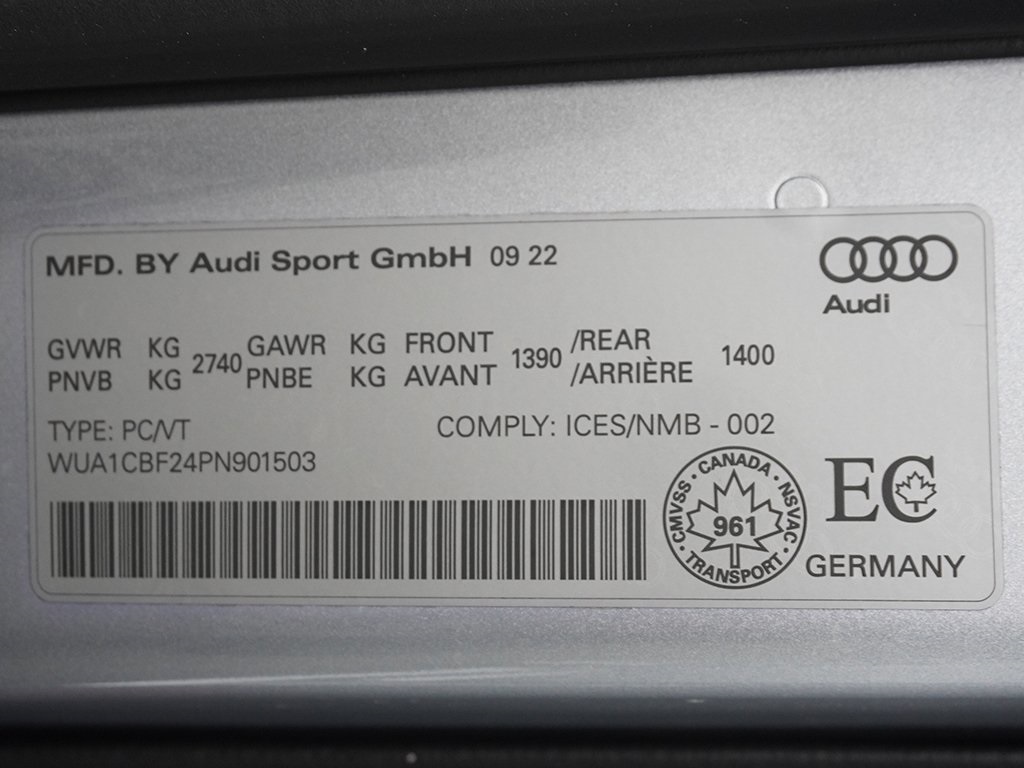 MFD. BY Audi Sport GmbH 09 22
Audi
GVWR KG 2740 GAWR KG FRONT 1390 /REAR 1400
PNVB KG PNBE KG AVANT /ARRIÈRE
TYPE: PC/VT
COMPLY: ICES/NMB - 002
WUA1CBF24PN901503
CANADA
CMVSS • NSVAC
961
TRANSPORT
EC
GERMANY